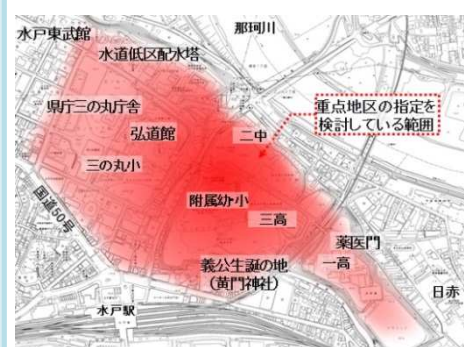 水戸東武館
那珂川
水道低区配水塔
重点地区の指定を
検討している範囲
県庁三の丸庁舎
弘道館
二中
三の丸小
附属幼・小
国道50号
三高
薬医門
義公生誕の地
(黄門神社)
一高
日赤
水戸駅